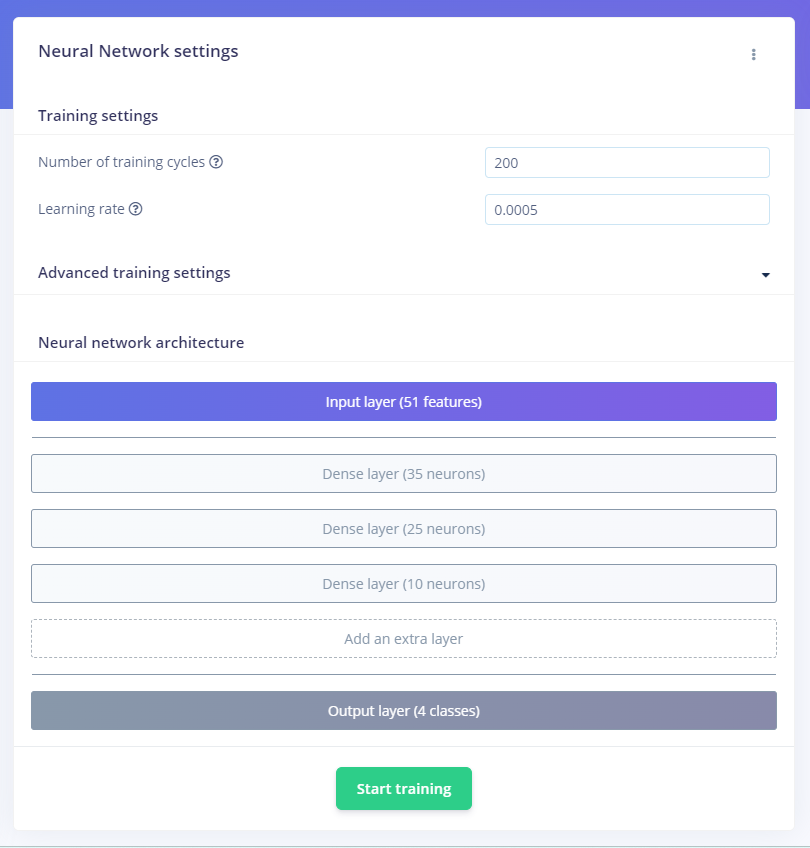 Neural Network settings
Training settings
Number of training cycles
200
Learning rate
0.0005
Advanced training settings
Neural network architecture
Input layer (51 features)
Dense layer (35 neurons)
Dense layer (25 neurons)
Dense layer (10 neurons)
Add an extra layer
Output layer (4 classes)
Start training